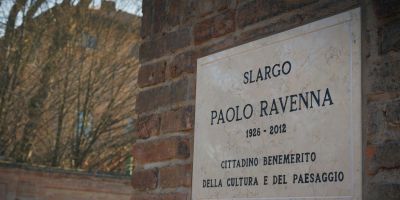 SLARGO
PAOLO RAVENNA
1926 - 2012
CITTADINO BENEMERITO
DELLA CULTURA E DEL PAESAGGIO